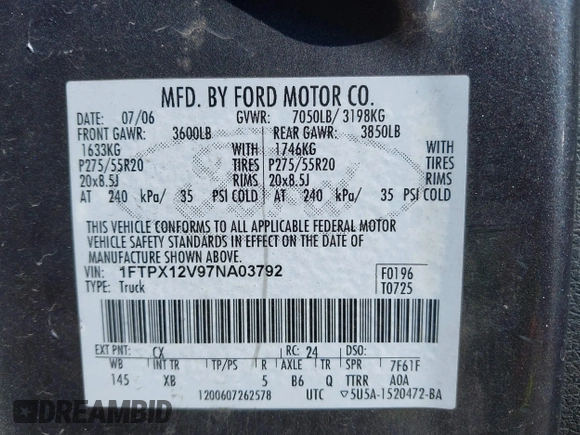 MFD. BY FORD MOTOR CO.
DATE: 07/06 GVWR: 7050LB/ 3198KG
FRONT GAWR: 3600LB REAR GAWR: 3850LB
1633KG WITH 1746KG WITH
P275/55R20 TIRES P275/55R20 TIRES
20x8.5J RIMS 20x8.5J RIMS
AT 240 kPa/ 35 PSI COLD AT 240 kPa/ 35 PSI COLD
THIS VEHICLE CONFORMS TO ALL APPLICABLE FEDERAL MOTOR
VEHICLE SAFETY STANDARDS IN EFFECT ON THE DATE OF
MANUFACTURE SHOWN ABOVE.
VIN: 1FTPX12V97NA03792 F0196
TYPE: Truck T0725
EXT PNT: CX RC: 24 DSO:
WB INT TR TP/PS R AXLE TR SPR 7F61F
145 XB 5 B6 Q TTRR A0A
1200607262578 UTC ▽5U5A-1520472-BA
DREAMBID